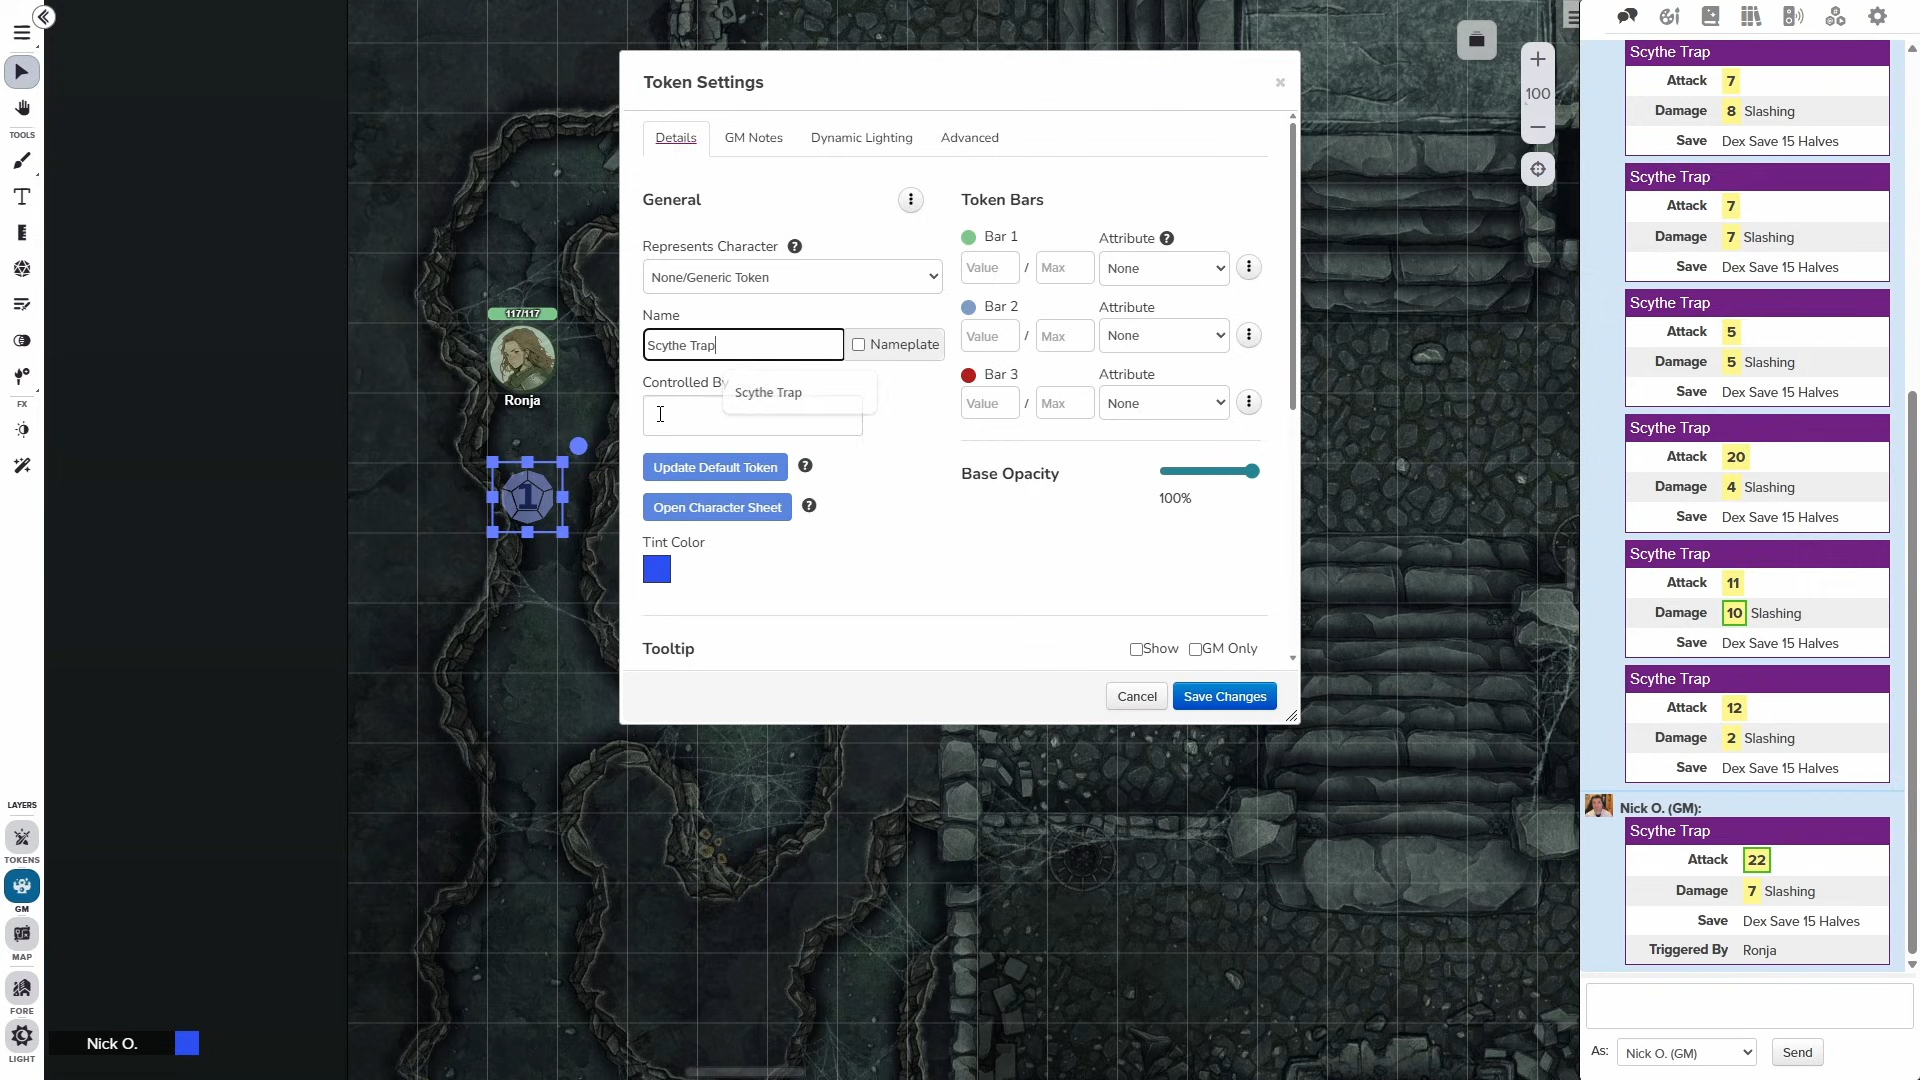 TOOLS
FX
LAYERS
TOKENS
GM
MAP
FORE
LIGHT
Nick O.
117/117
Ronja
1
Token Settings
Details
GM Notes
Dynamic Lighting
Advanced
General
Represents Character
None/Generic Token
Name
Scythe Trap
Nameplate
Controlled By
Scythe Trap
Update Default Token
Open Character Sheet
Tint Color
Token Bars
Bar 1
Attribute
Value / Max
None
Bar 2
Attribute
Value / Max
None
Bar 3
Attribute
Value / Max
None
Base Opacity
100%
Tooltip
Show
GM Only
Cancel
Save Changes
100
Scythe Trap
Attack 7
Damage 8 Slashing
Save Dex Save 15 Halves
Scythe Trap
Attack 7
Damage 7 Slashing
Save Dex Save 15 Halves
Scythe Trap
Attack 5
Damage 5 Slashing
Save Dex Save 15 Halves
Scythe Trap
Attack 20
Damage 4 Slashing
Save Dex Save 15 Halves
Scythe Trap
Attack 11
Damage 10 Slashing
Save Dex Save 15 Halves
Scythe Trap
Attack 12
Damage 2 Slashing
Save Dex Save 15 Halves
Nick O. (GM):
Scythe Trap
Attack 22
Damage 7 Slashing
Save Dex Save 15 Halves
Triggered By Ronja
As:
Nick O. (GM)
Send